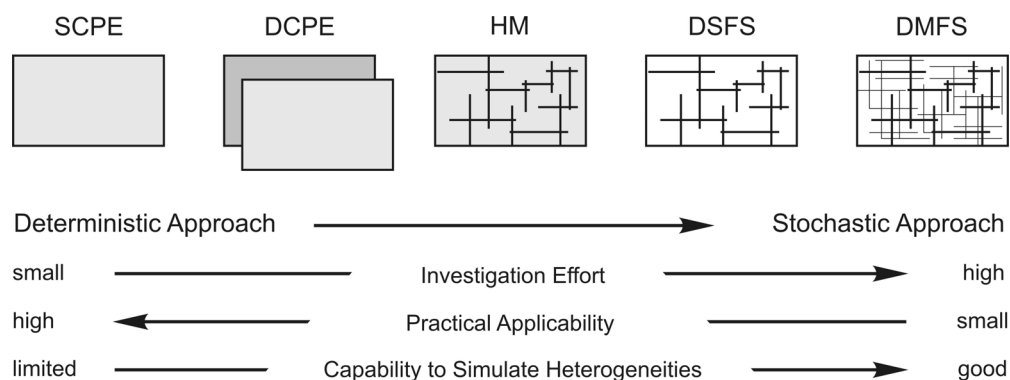 SCPE DCPE HM DSFS DMFS
Deterministic Approach Stochastic Approach
small Investigation Effort high
high Practical Applicability small
limited Capability to Simulate Heterogeneities good